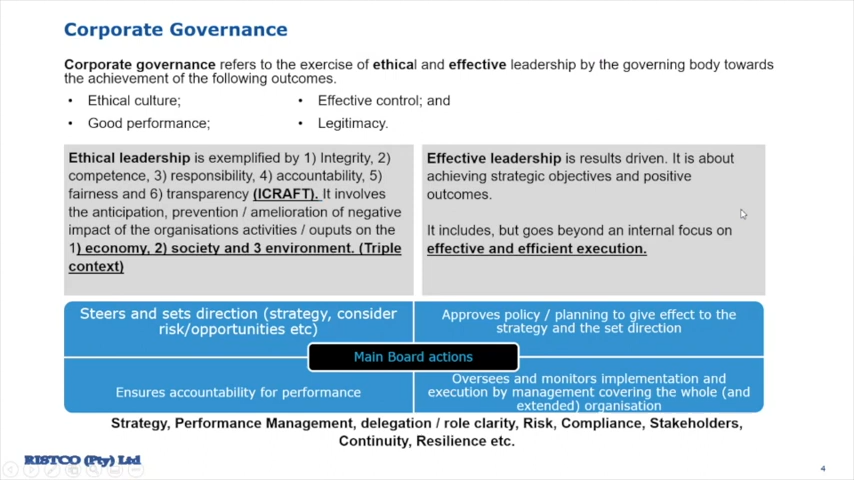 Corporate Governance
Corporate governance refers to the exercise of ethical and effective leadership by the governing body towards
the achievement of the following outcomes.
• Ethical culture;
• Good performance;
• Effective control; and
• Legitimacy.
Ethical leadership is exemplified by 1) Integrity, 2)
competence, 3) responsibility, 4) accountability, 5)
fairness and 6) transparency (ICRAFT). It involves
the anticipation, prevention / amelioration of negative
impact of the organisations activities / ouputs on the
1) economy, 2) society and 3 environment. (Triple
context)
Effective leadership is results driven. It is about
achieving strategic objectives and positive
outcomes.
It includes, but goes beyond an internal focus on
effective and efficient execution.
Steers and sets direction (strategy, consider
risk/opportunities etc)
Approves policy / planning to give effect to the
strategy and the set direction
Main Board actions
Ensures accountability for performance
Oversees and monitors implementation and
execution by management covering the whole (and
extended) organisation
Strategy, Performance Management, delegation / role clarity, Risk, Compliance, Stakeholders,
Continuity, Resilience etc.
RISTCO (Pty) Ltd
4